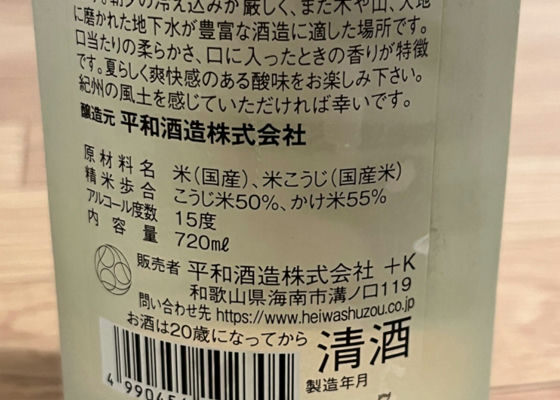 朝夕の冷え込みが厳しく、また木や山、大地
に磨かれた地下水が豊富な酒造に適した場所です。
口当たりの柔らかさ、口に入ったときの香りが特徴
です。夏らしく爽快感のある酸味をお楽しみ下さい。
紀州の風土を感じていただければ幸いです。
醸造元 平和酒造株式会社
原材料名 米(国産)、米こうじ(国産米)
精米歩合 こうじ米50%、かけ米55%
アルコール度数 15度
内容量 720mℓ
販売者 平和酒造株式会社 +K
和歌山県海南市溝ノ口119
問い合わせ先 https://www.heiwashuzou.co.jp
お酒は20歳になってから
清酒
製造年月